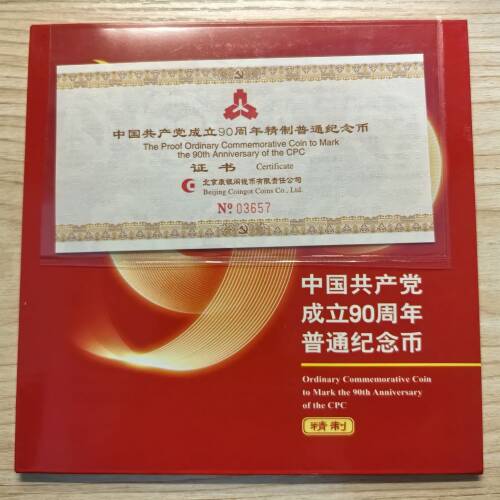 中国共产党成立90周年精制普通纪念币
The Proof Ordinary Commemorative Coin to Mark
the 90th Anniversary of the CPC
证 书 Certificate
北京康银阁钱币有限责任公司
Beijing Coingot Coins Co., Ltd.
№ 03657
中国共产党
成立90周年
普通纪念币
Ordinary Commemorative Coin
to Mark the 90th Anniversary
of the CPC
精制